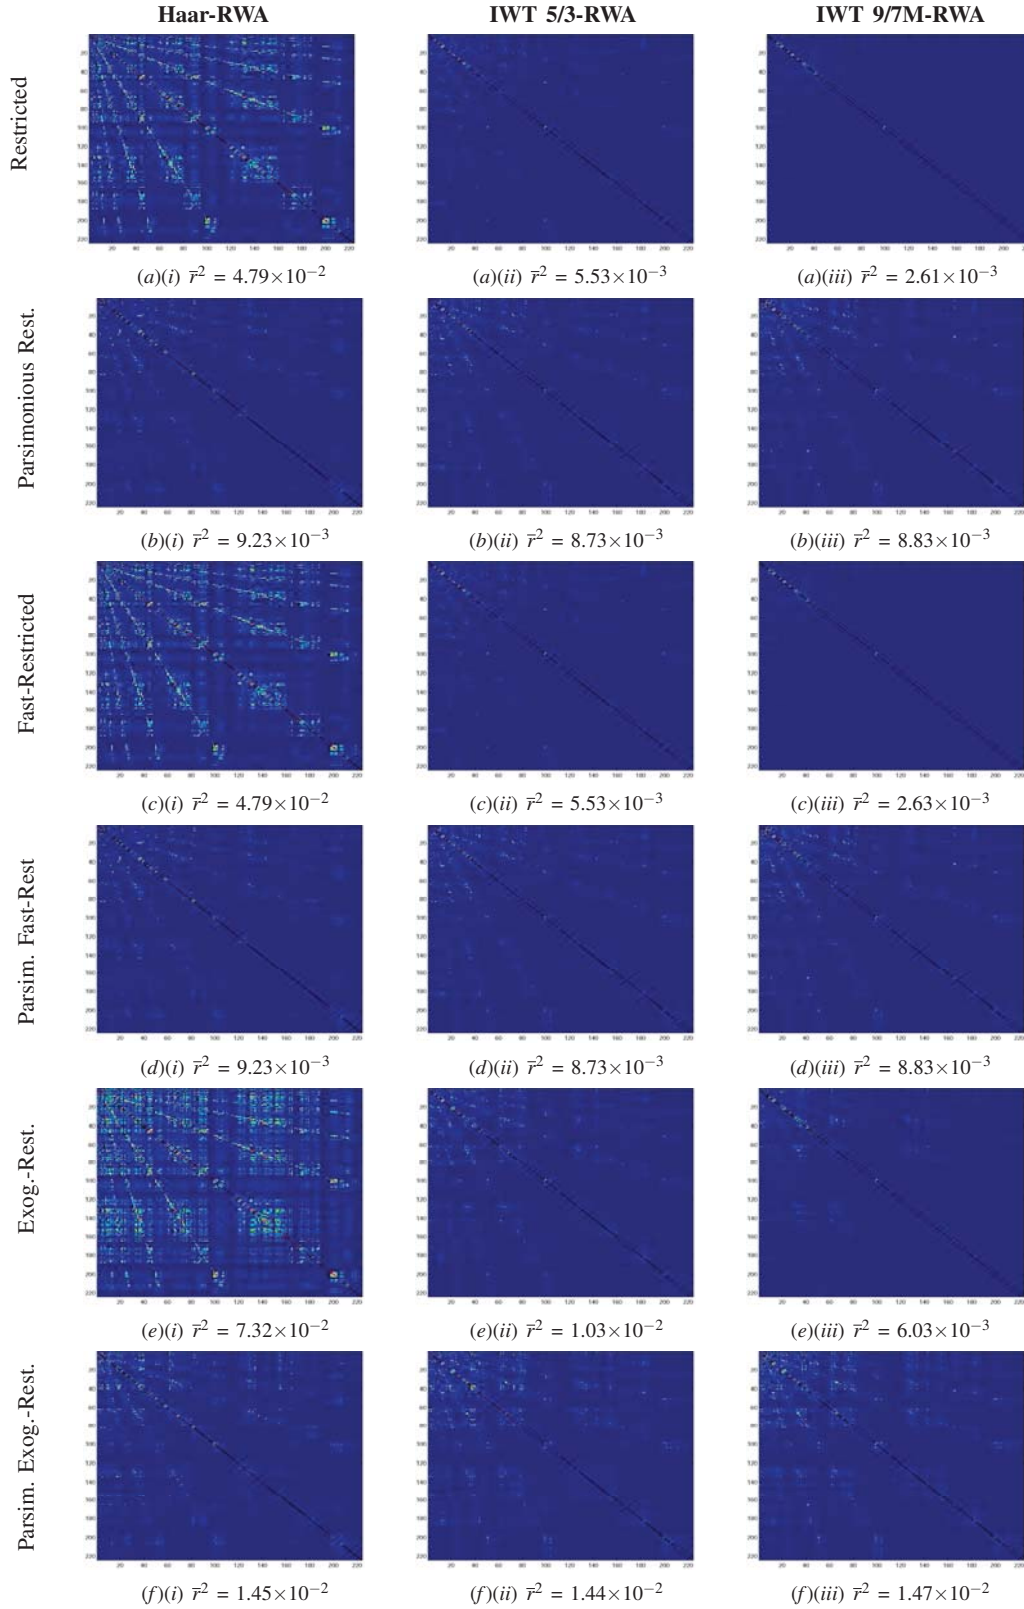 Haar-RWA IWT 5/3-RWA IWT 9/7M-RWA
Restricted
(a)(i) r̄² = 4.79×10⁻² (a)(ii) r̄² = 5.53×10⁻³ (a)(iii) r̄² = 2.61×10⁻³
Parsimonious Rest.
(b)(i) r̄² = 9.23×10⁻³ (b)(ii) r̄² = 8.73×10⁻³ (b)(iii) r̄² = 8.83×10⁻³
Fast-Restricted
(c)(i) r̄² = 4.79×10⁻² (c)(ii) r̄² = 5.53×10⁻³ (c)(iii) r̄² = 2.63×10⁻³
Parsim. Fast-Rest
(d)(i) r̄² = 9.23×10⁻³ (d)(ii) r̄² = 8.73×10⁻³ (d)(iii) r̄² = 8.83×10⁻³
Exog.-Rest.
(e)(i) r̄² = 7.32×10⁻² (e)(ii) r̄² = 1.03×10⁻² (e)(iii) r̄² = 6.03×10⁻³
Parsim. Exog.-Rest.
(f)(i) r̄² = 1.45×10⁻² (f)(ii) r̄² = 1.44×10⁻² (f)(iii) r̄² = 1.47×10⁻²